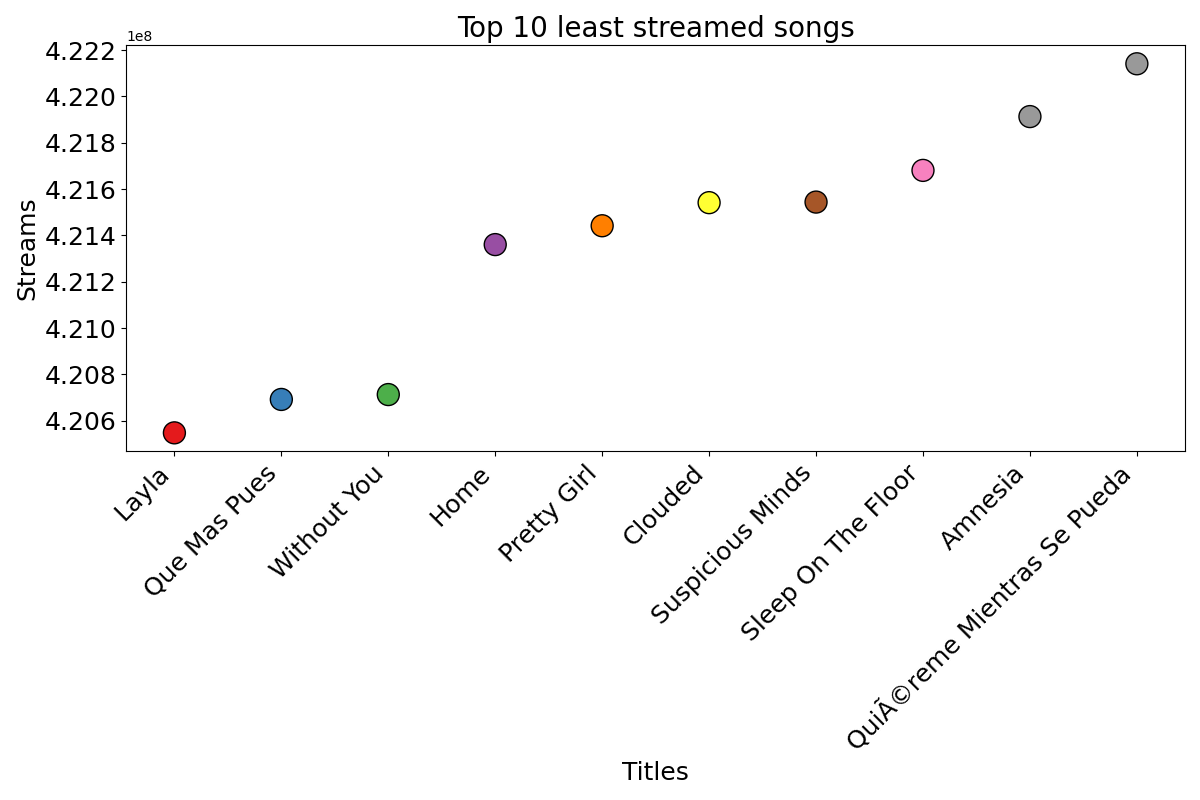 Top 10 least streamed songs
1e8
4.222
4.220
4.218
4.216
4.214
4.212
4.210
4.208
4.206
Streams
Layla
Que Mas Pues
Without You
Home
Pretty Girl
Clouded
Suspicious Minds
Sleep On The Floor
Amnesia
QuiÃ©reme Mientras Se Pueda
Titles